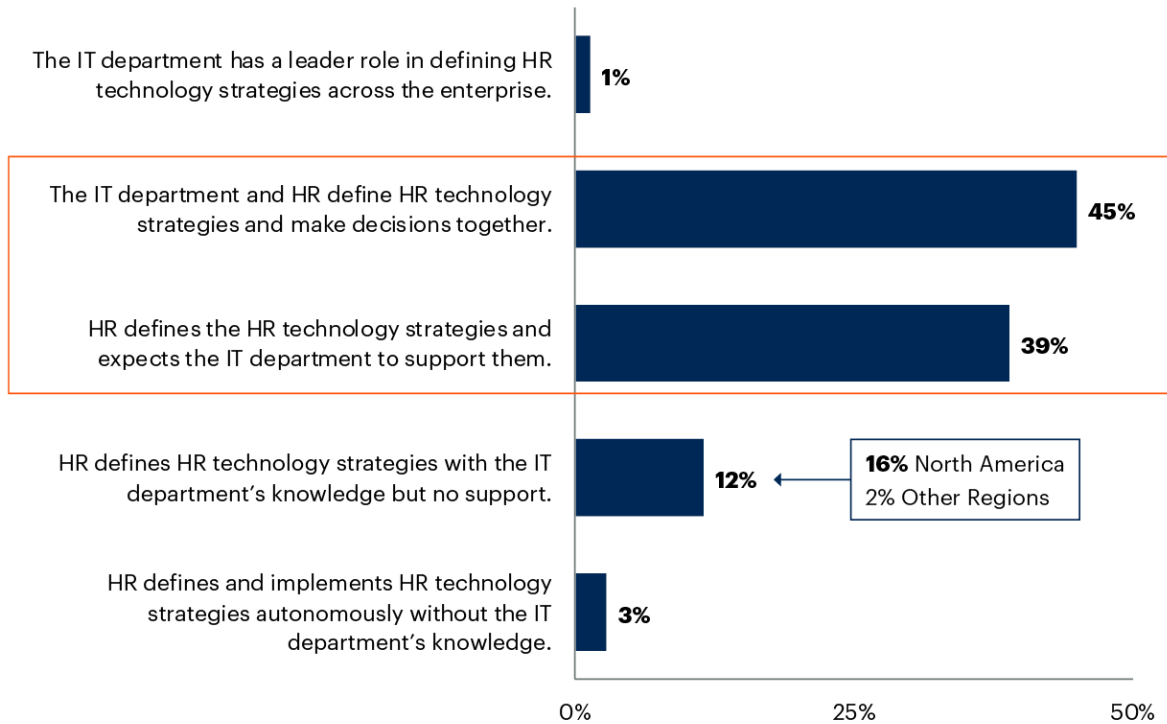 The IT department has a leader role in defining HR
technology strategies across the enterprise.
1%
The IT department and HR define HR technology
strategies and make decisions together.
45%
HR defines the HR technology strategies and
expects the IT department to support them.
39%
HR defines HR technology strategies with the IT
department’s knowledge but no support.
12%
16% North America
2% Other Regions
HR defines and implements HR technology
strategies autonomously without the IT
department’s knowledge.
3%
0%
25%
50%